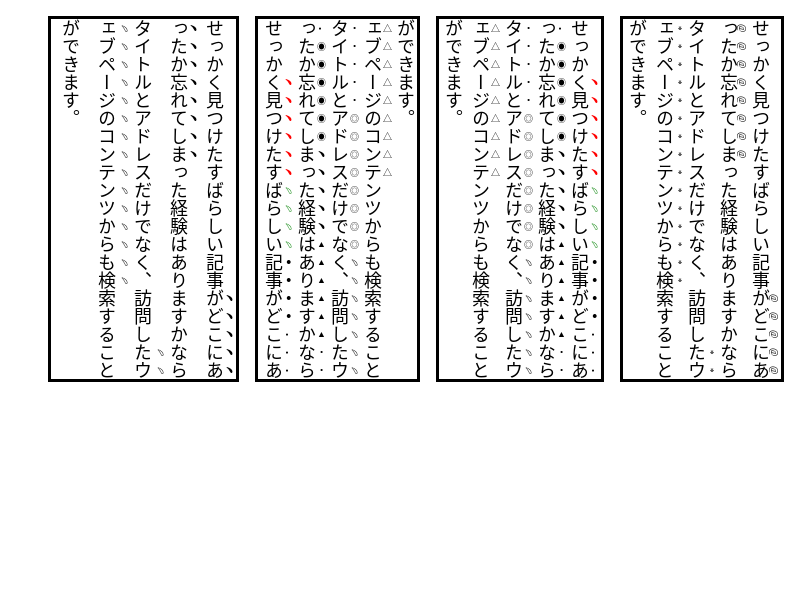 せっかく見つけたすばらしい記事がどこにあ
ったか忘れてしまった経験はありますかなら
タイトルとアドレスだけでなく、訪問したウ
ェブページのコンテンツからも検索すること
ができます。
せっかく見つけたすばらしい記事がどこにあ
ったか忘れてしまった経験はありますかなら
タイトルとアドレスだけでなく、訪問したウ
ェブページのコンテンツからも検索すること
ができます。
せっかく見つけたすばらしい記事がどこにあ
ったか忘れてしまった経験はありますかなら
タイトルとアドレスだけでなく、訪問したウ
ェブページのコンテンツからも検索すること
ができます。
せっかく見つけたすばらしい記事がどこにあ
ったか忘れてしまった経験はありますかなら
タイトルとアドレスだけでなく、訪問したウ
ェブページのコンテンツからも検索すること
ができます。